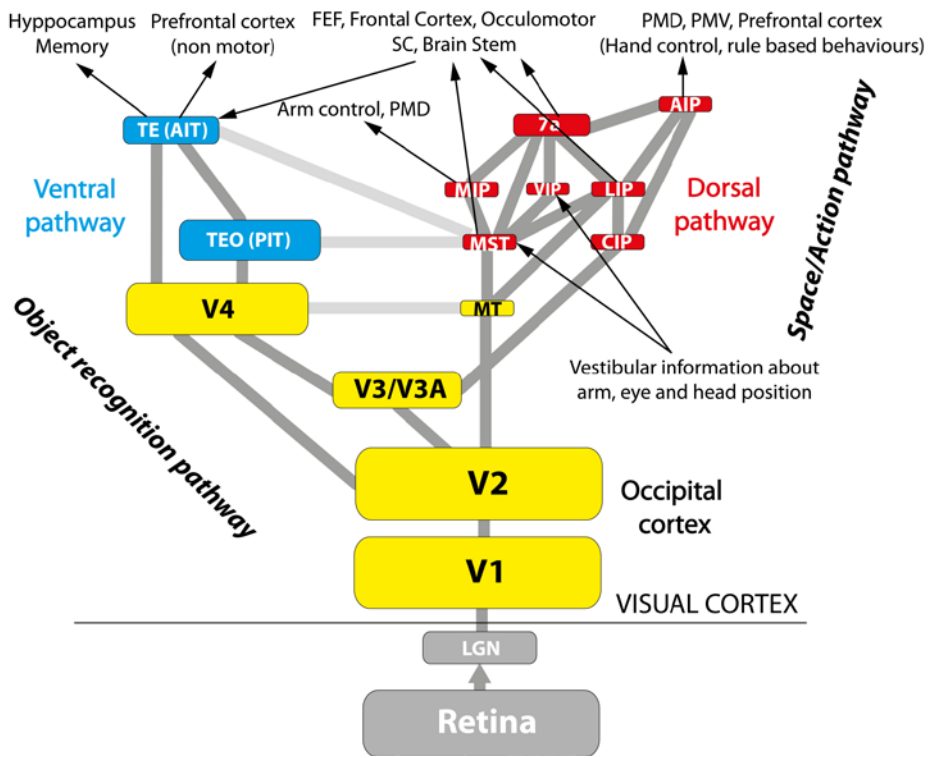 Hyppocampus
Memory
Prefrontal cortex
(non motor)
FEF, Frontal Cortex, Occulomotor
SC, Brain Stem
PMD, PMV, Prefrontal cortex
(Hand control, rule based behaviours)
Arm control, PMD
TE (AIT)
7a
AIP
Ventral
pathway
MIP
VIP
LIP
Dorsal
pathway
Space/Action pathway
TEO (PIT)
MST
CIP
V4
MT
Object recognition pathway
V3/V3A
Vestibular information about
arm, eye and head position
V2
Occipital
cortex
V1
VISUAL CORTEX
LGN
Retina